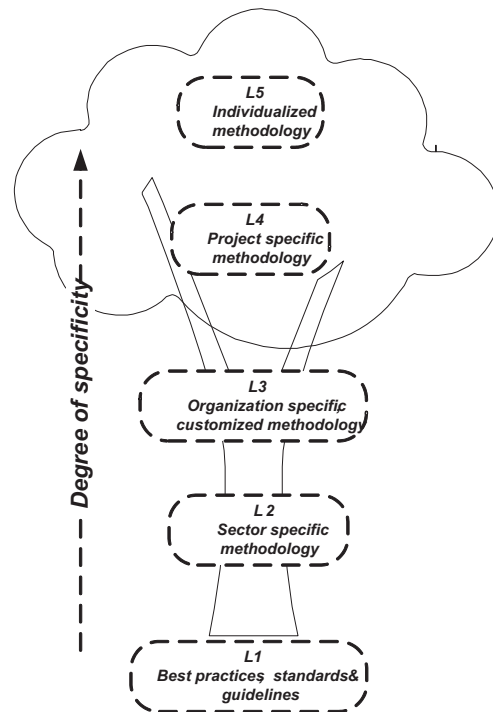 L5
Individualized
methodology
L4
Project specific
methodology
Degree of specificity
L3
Organization specific
customized methodology
L 2
Sector specific
methodology
L1
Best practices, standards&
guidelines